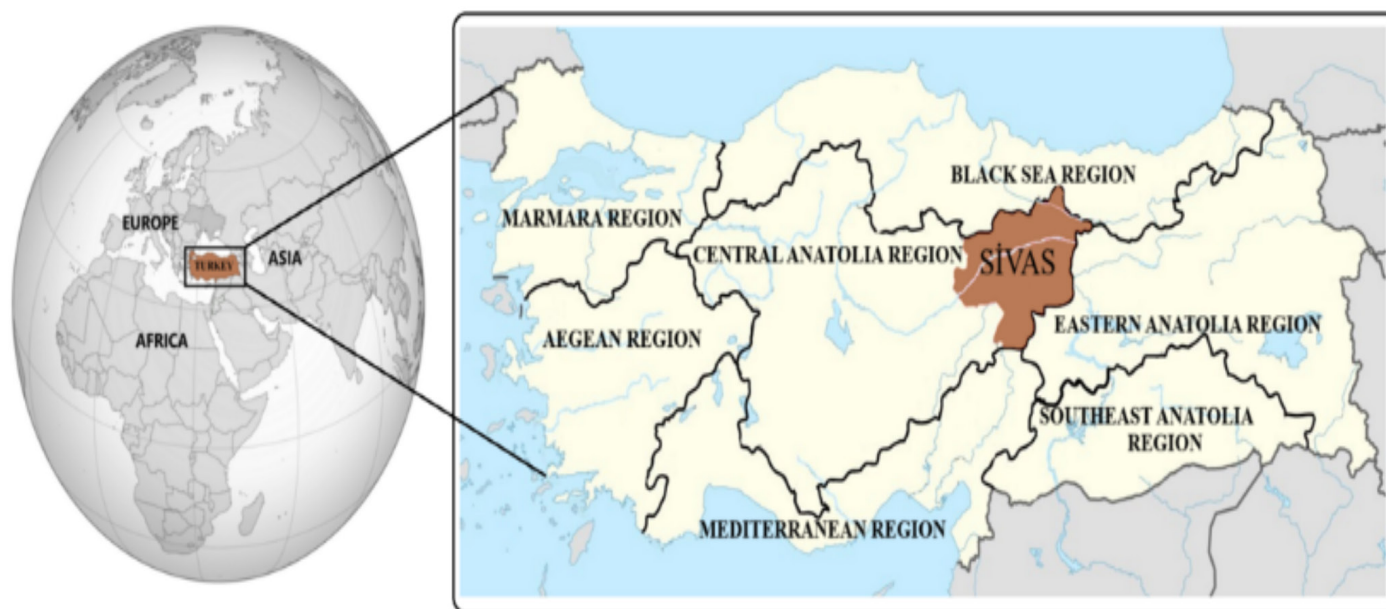 EUROPE
TURKEY
ASIA
AFRICA
BLACK SEA REGION
MARMARA REGION
CENTRAL ANATOLIA REGION
SİVAS
AEGEAN REGION
EASTERN ANATOLIA REGION
SOUTHEAST ANATOLIA
REGION
MEDITERRANEAN REGION